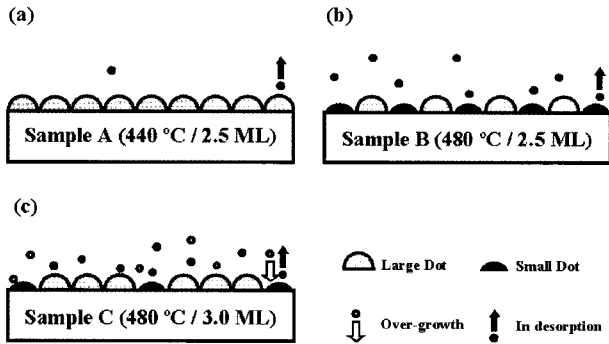 (a)
(b)
Sample A (440 °C / 2.5 ML)
Sample B (480 °C / 2.5 ML)
(c)
Sample C (480 °C / 3.0 ML)
Large Dot
Small Dot
Over-growth
In desorption